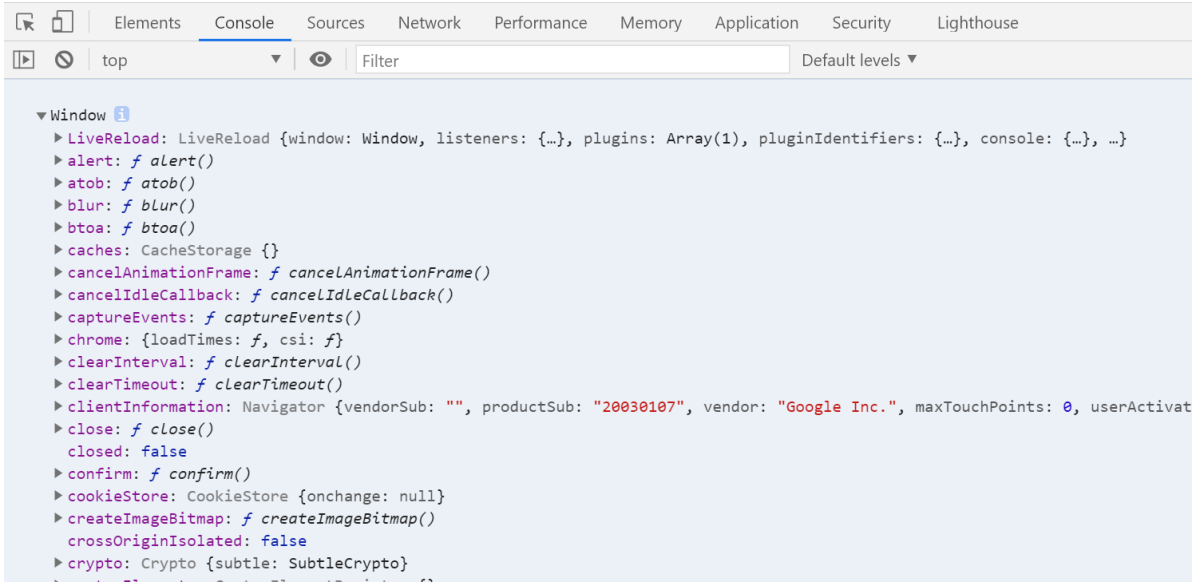 Elements Console Sources Network Performance Memory Application Security Lighthouse
top Filter Default levels
Window i
LiveReload: LiveReload {window: Window, listeners: {…}, plugins: Array(1), pluginIdentifiers: {…}, console: {…}, …}
alert: ƒ alert()
atob: ƒ atob()
blur: ƒ blur()
btoa: ƒ btoa()
caches: CacheStorage {}
cancelAnimationFrame: ƒ cancelAnimationFrame()
cancelIdleCallback: ƒ cancelIdleCallback()
captureEvents: ƒ captureEvents()
chrome: {loadTimes: ƒ, csi: ƒ}
clearInterval: ƒ clearInterval()
clearTimeout: ƒ clearTimeout()
clientInformation: Navigator {vendorSub: "", productSub: "20030107", vendor: "Google Inc.", maxTouchPoints: 0, userActivat
close: ƒ close()
closed: false
confirm: ƒ confirm()
cookieStore: CookieStore {onchange: null}
createImageBitmap: ƒ createImageBitmap()
crossOriginIsolated: false
crypto: Crypto {subtle: SubtleCrypto}